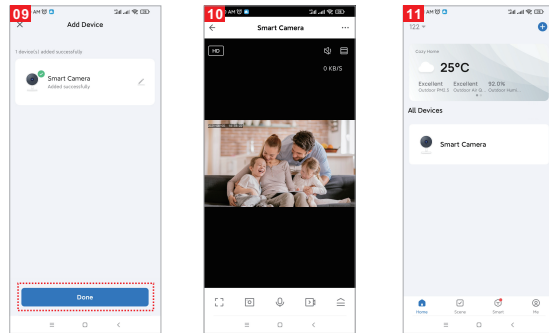 09
AM
Add Device
1 device(s) added successfully
Smart Camera
Added successfully
Done
10
AM
Smart Camera
HD
0 KB/S
11
AM
122
Cozy Home
25°C
Excellent Excellent 92.0%
Outdoor PM2.5 Outdoor Air Q... Outdoor Humi...
All Devices
Smart Camera
Home Scene Smart Me